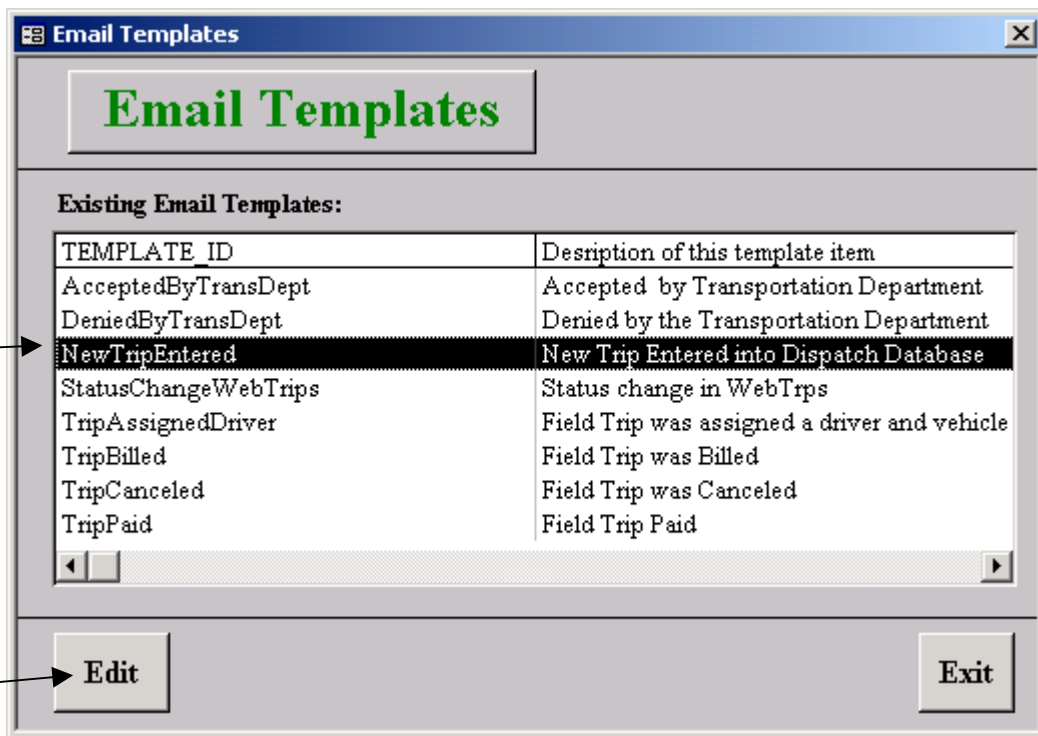 Email Templates
Email Templates
Existing Email Templates:
TEMPLATE_ID Desription of this template item
AcceptedByTransDept Accepted by Transportation Department
DeniedByTransDept Denied by the Transportation Department
NewTripEntered New Trip Entered into Dispatch Database
StatusChangeWebTrips Status change in WebTrps
TripAssignedDriver Field Trip was assigned a driver and vehicle
TripBilled Field Trip was Billed
TripCanceled Field Trip was Canceled
TripPaid Field Trip Paid
Edit Exit